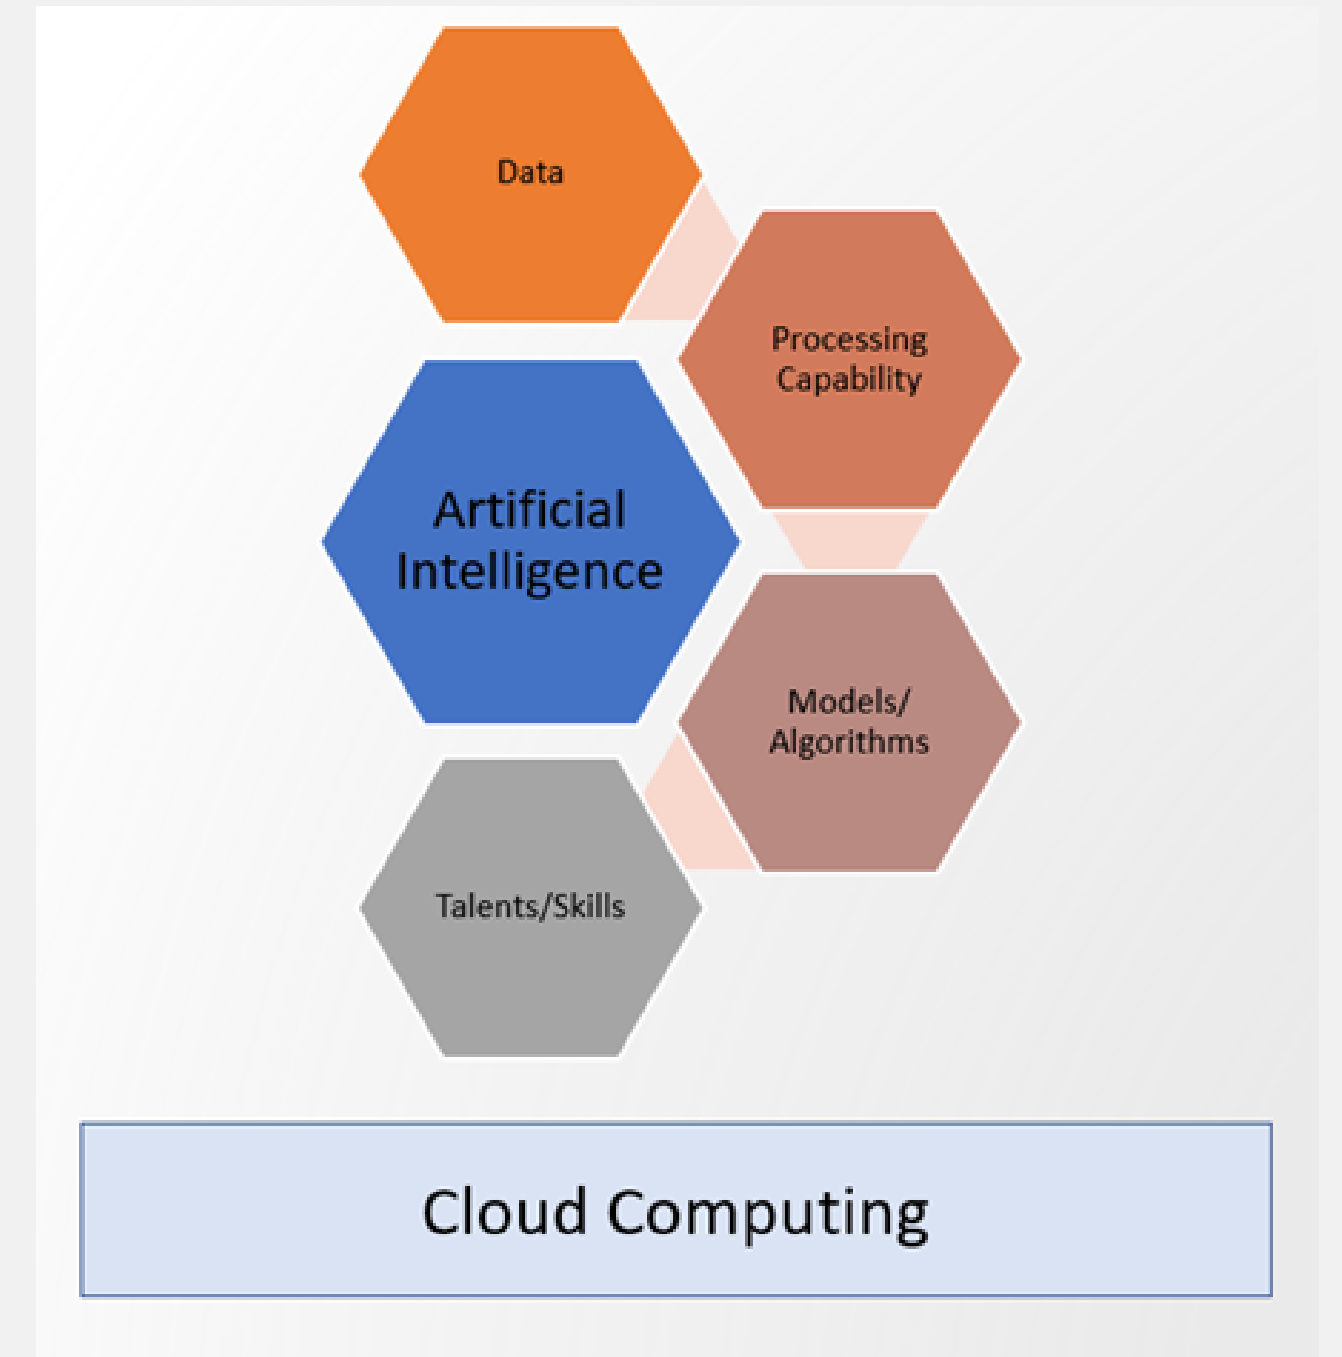 Data
Processing
Capability
Artificial
Intelligence
Models/
Algorithms
Talents/Skills
Cloud Computing